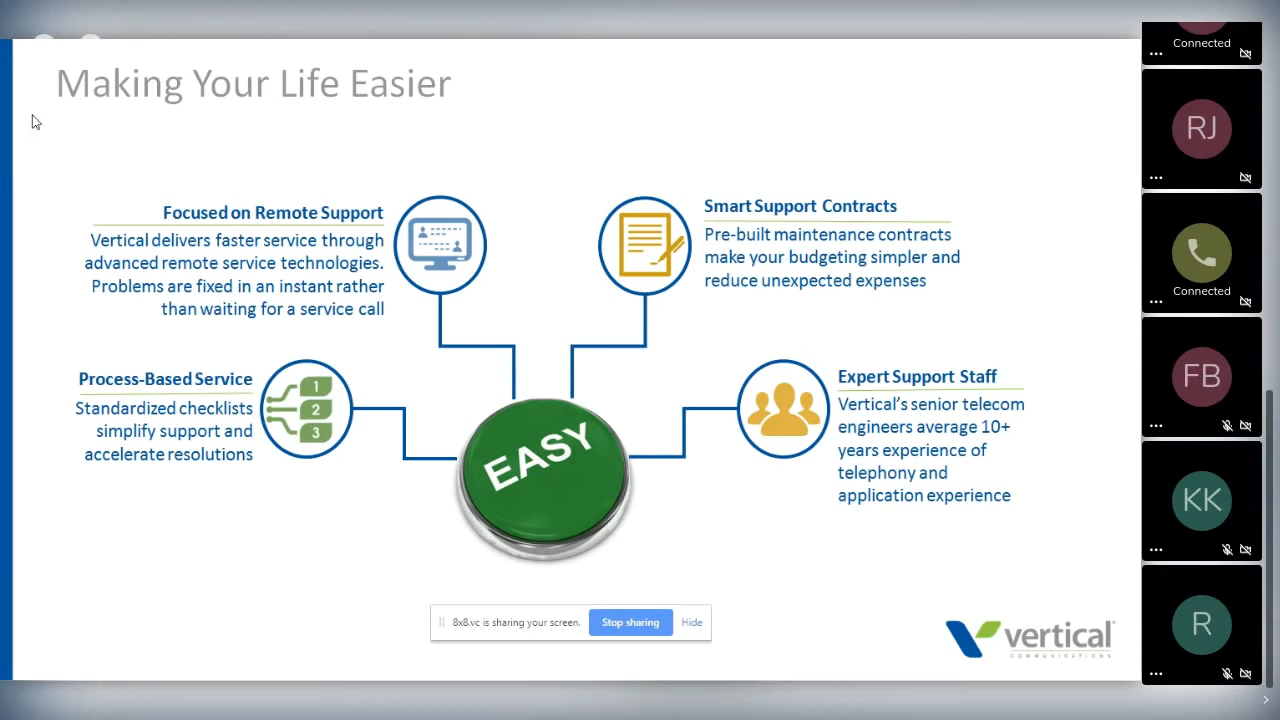 Making Your Life Easier
Focused on Remote Support
Vertical delivers faster service through
advanced remote service technologies.
Problems are fixed in an instant rather
than waiting for a service call
Smart Support Contracts
Pre-built maintenance contracts
make your budgeting simpler and
reduce unexpected expenses
Process-Based Service
Standardized checklists
simplify support and
accelerate resolutions
1
2
3
EASY
Expert Support Staff
Vertical's senior telecom
engineers average 10+
years experience of
telephony and
application experience
8x8.vc is sharing your screen.
Stop sharing
Hide
vertical
COMMUNICATIONS
Connected
RJ
Connected
FB
KK
R